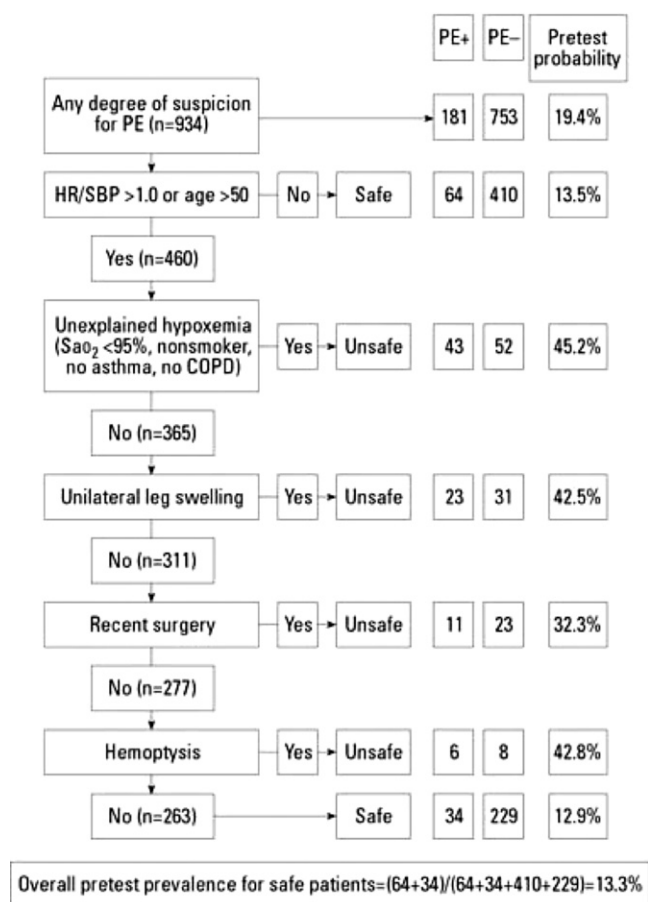 PE+ PE– Pretest
probability
Any degree of suspicion
for PE (n=934)
181 753 19.4%
HR/SBP >1.0 or age >50 No Safe 64 410 13.5%
Yes (n=460)
Unexplained hypoxemia
(Sao₂ <95%, nonsmoker,
no asthma, no COPD)
Yes Unsafe 43 52 45.2%
No (n=365)
Unilateral leg swelling Yes Unsafe 23 31 42.5%
No (n=311)
Recent surgery Yes Unsafe 11 23 32.3%
No (n=277)
Hemoptysis Yes Unsafe 6 8 42.8%
No (n=263) Safe 34 229 12.9%
Overall pretest prevalence for safe patients=(64+34)/(64+34+410+229)=13.3%